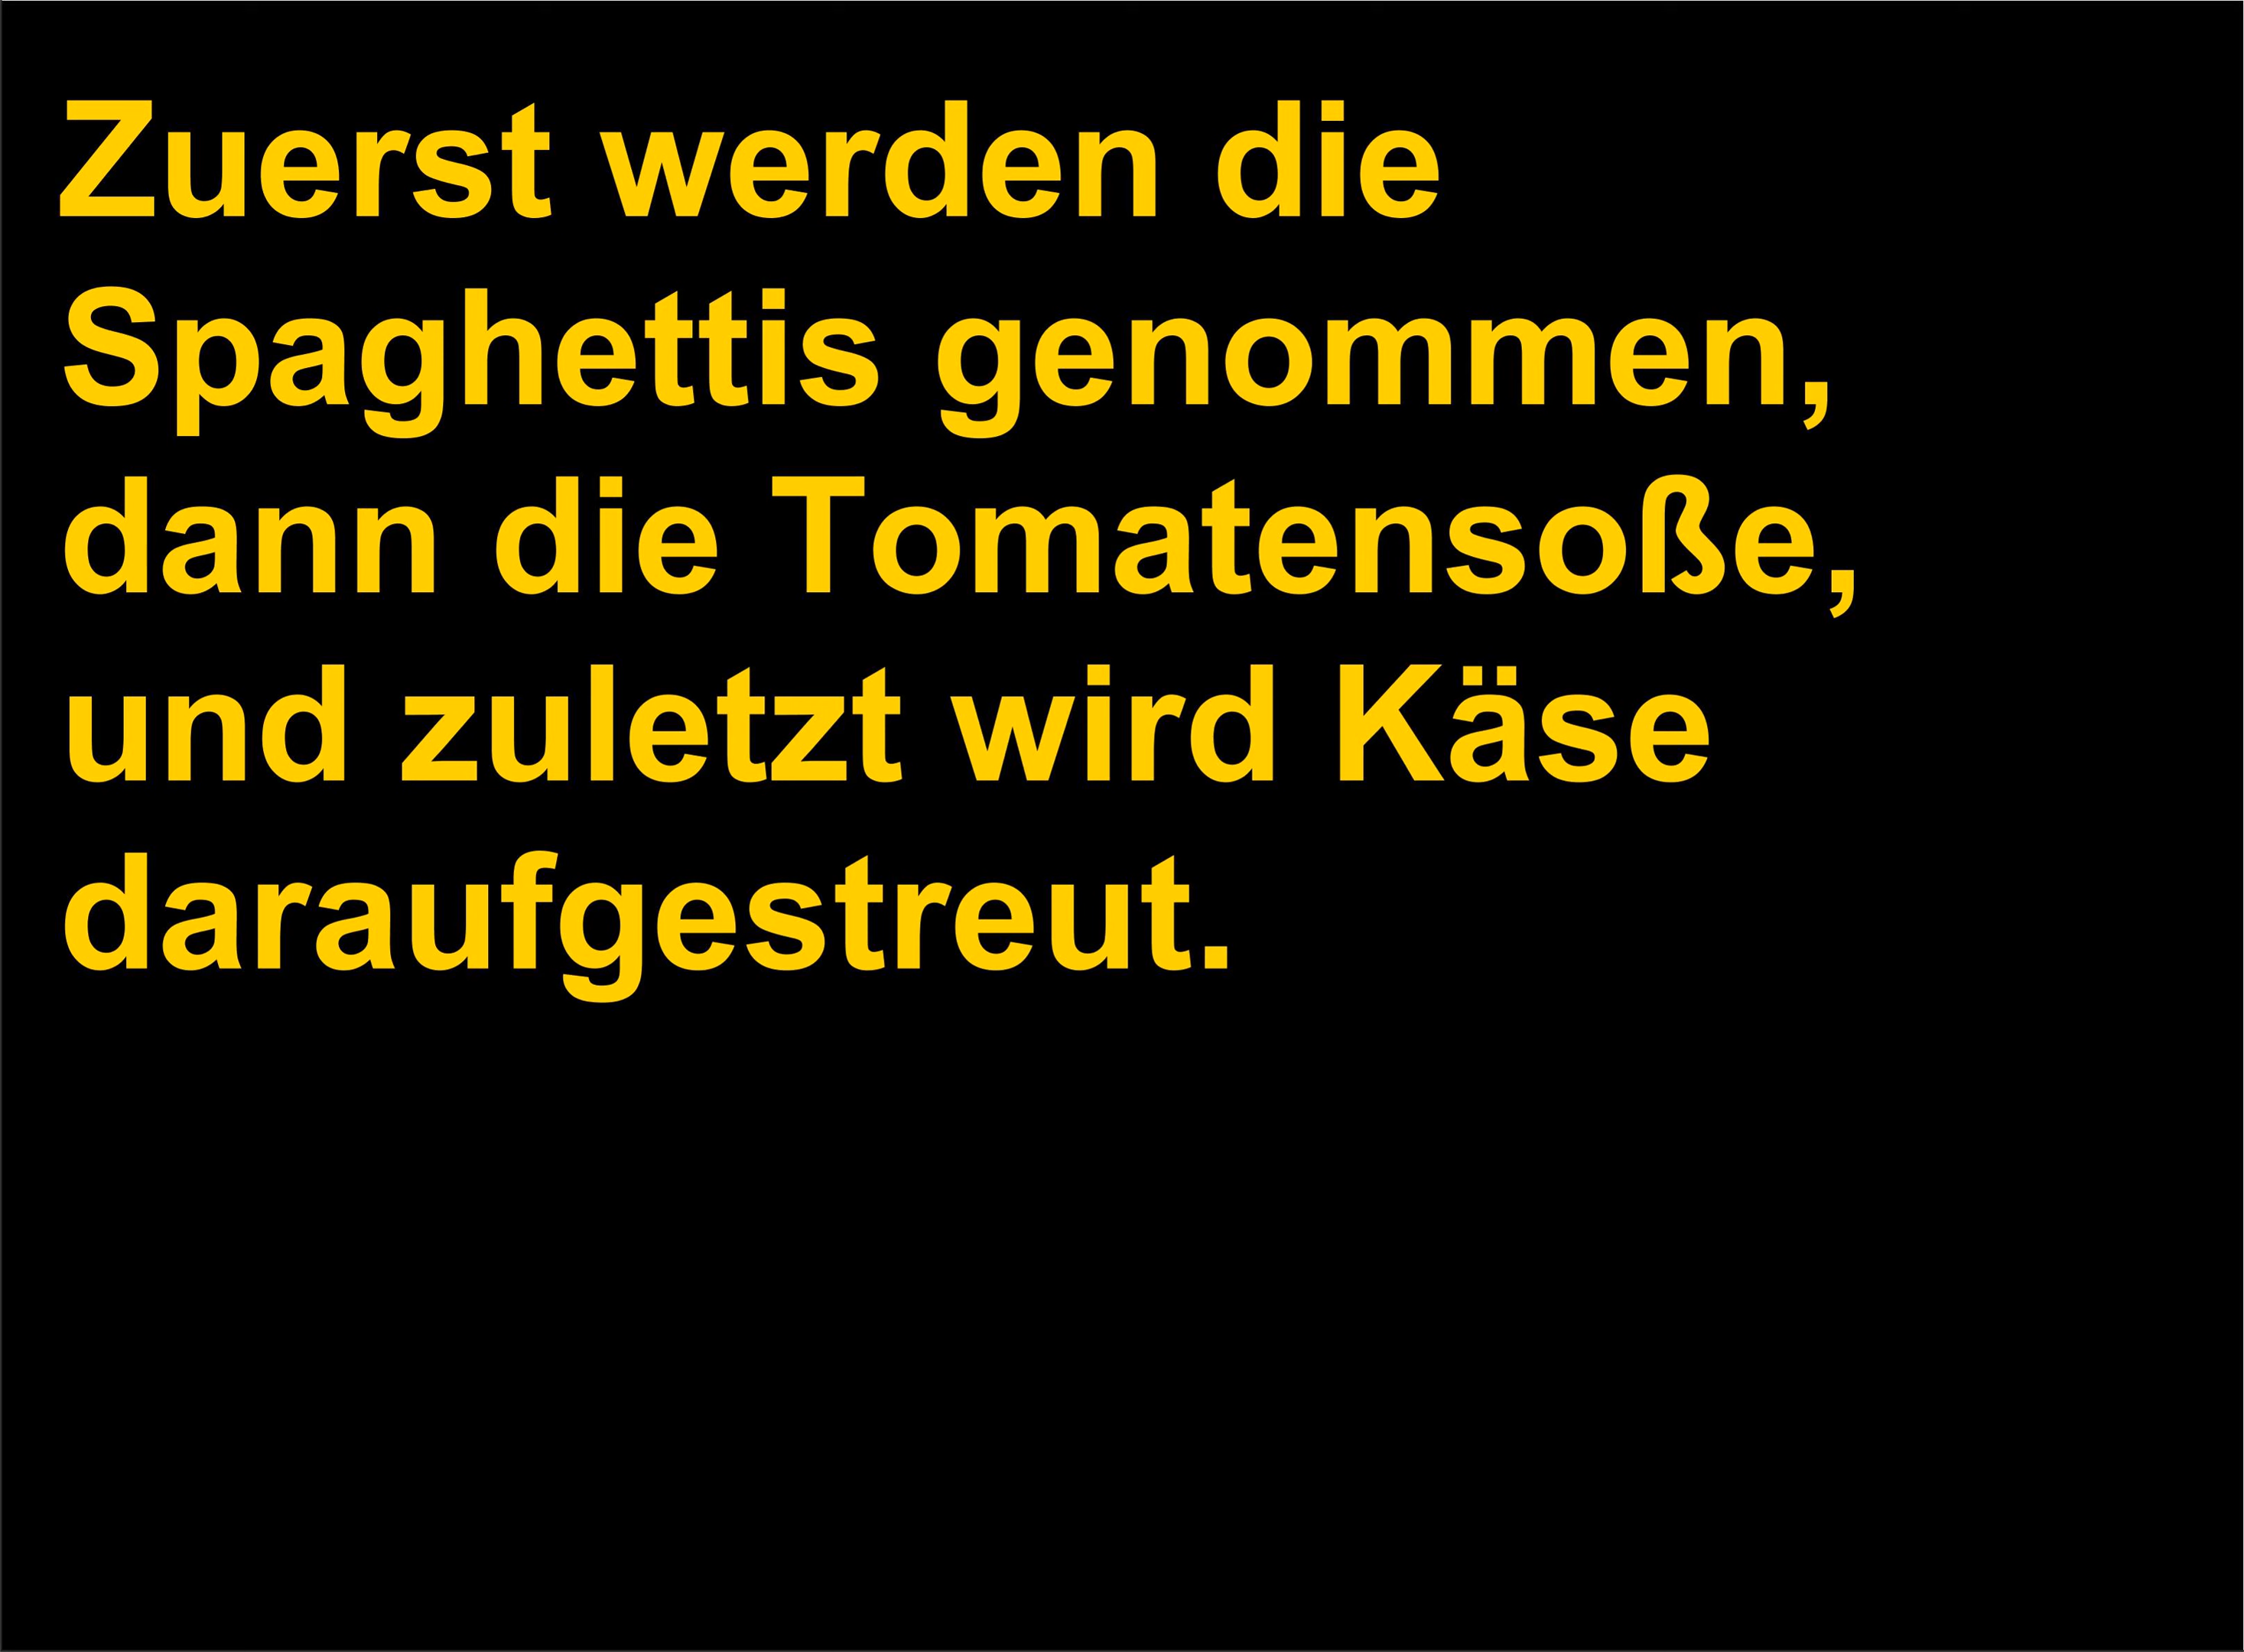 Zuerst werden die
Spaghettis genommen,
dann die Tomatensoße,
und zuletzt wird Käse
daraufgestreut.